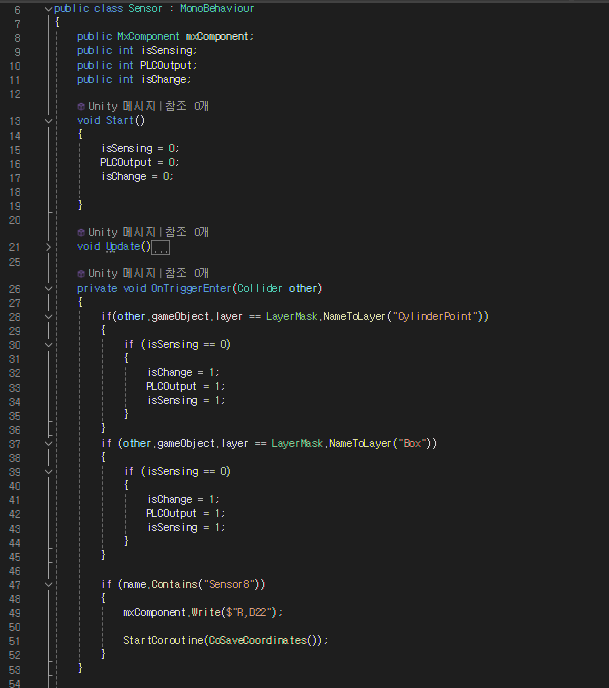 6 public class Sensor : MonoBehaviour
7 {
8 public MxComponent mxComponent;
9 public int isSensing;
10 public int PLCOutput;
11 public int isChange;
12
Unity 메시지 | 참조 0개
13 void Start()
14 {
15 isSensing = 0;
16 PLCOutput = 0;
17 isChange = 0;
18
19 }
20
Unity 메시지 | 참조 0개
21 void Update()...
25
Unity 메시지 | 참조 0개
26 private void OnTriggerEnter(Collider other)
27 {
28 if(other.gameObject.layer == LayerMask.NameToLayer("CylinderPoint"))
29 {
30 if (isSensing == 0)
31 {
32 isChange = 1;
33 PLCOutput = 1;
34 isSensing = 1;
35 }
36 }
37 if (other.gameObject.layer == LayerMask.NameToLayer("Box"))
38 {
39 if (isSensing == 0)
40 {
41 isChange = 1;
42 PLCOutput = 1;
43 isSensing = 1;
44 }
45 }
46
47 if (name.Contains("Sensor8"))
48 {
49 mxComponent.Write($"R,D22");
50
51 StartCoroutine(CoSaveCoordinates());
52 }
53 }
54